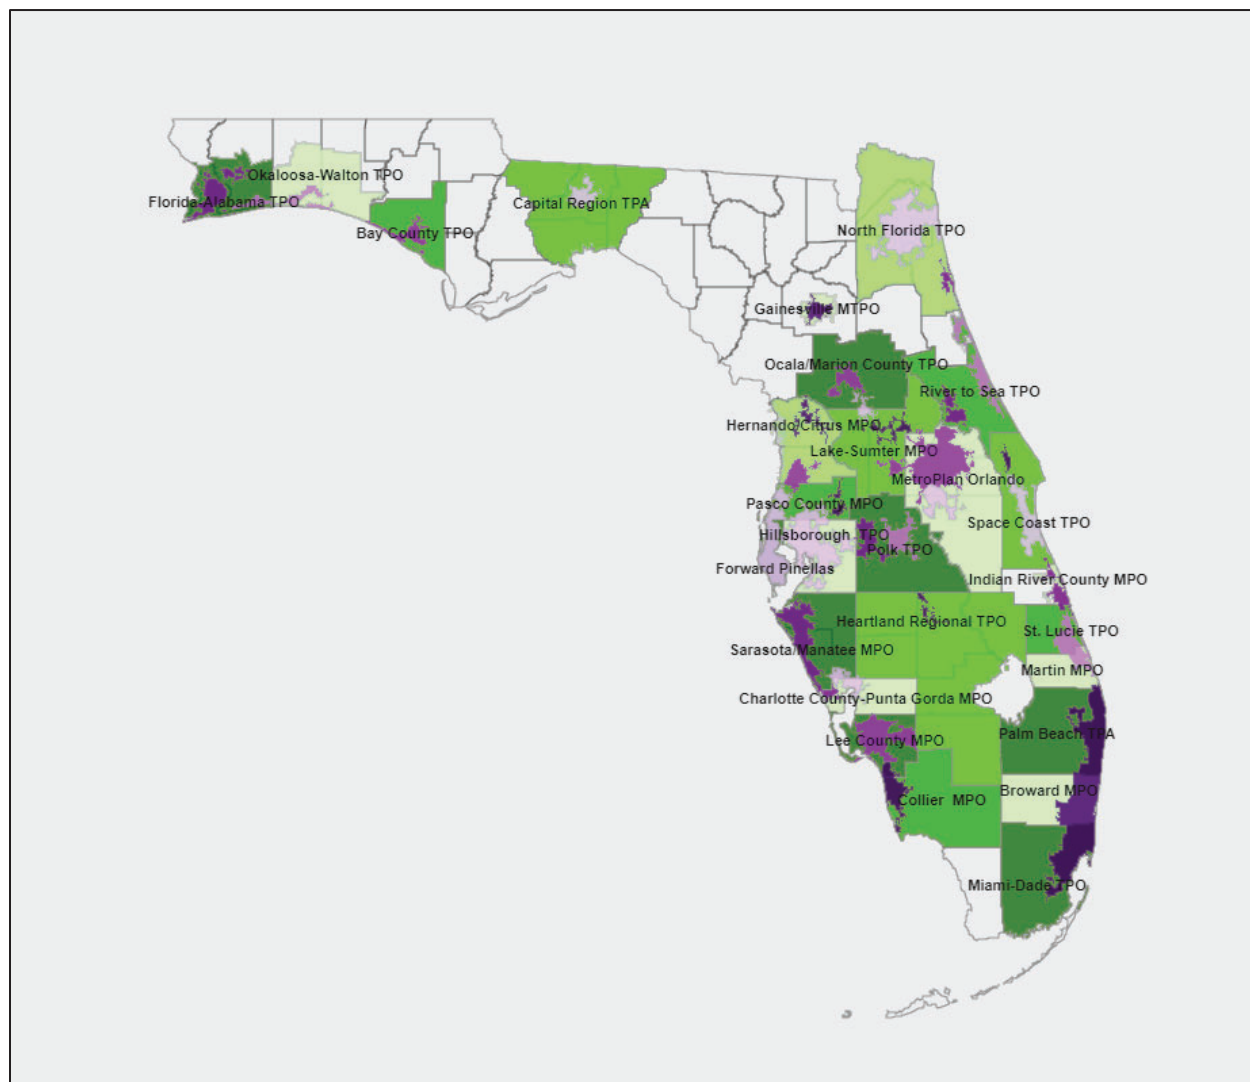 Okaloosa-Walton TPO
Florida-Alabama TPO
Capital Region TPA
Bay County TPO
North Florida TPO
Gainesville MTPO
Ocala/Marion County TPO
River to Sea TPO
Hernando/Citrus MPO
Lake-Sumter MPO
MetroPlan Orlando
Pasco County MPO
Space Coast TPO
Hillsborough TPO
Polk TPO
Forward Pinellas
Indian River County MPO
Heartland Regional TPO
St. Lucie TPO
Sarasota/Manatee MPO
Martin MPO
Charlotte County-Punta Gorda MPO
Palm Beach TPA
Lee County MPO
Broward MPO
Collier MPO
Miami-Dade TPO